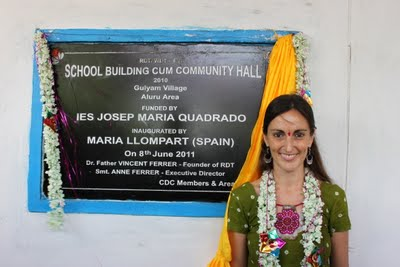 SCHOOL BUILDING CUM COMMUNITY HALL
2010
Guiyam Village
Aluru Area
FUNDED BY
IES JOSEP MARIA QUADRADO
INAUGURATED BY
MARIA LLOMPART (SPAIN)
On 8th June 2011
Dr. Father VINCENT FERRER - Founder of RDT
Smt. ANNE FERRER - Executive Director
CDC Members & Area